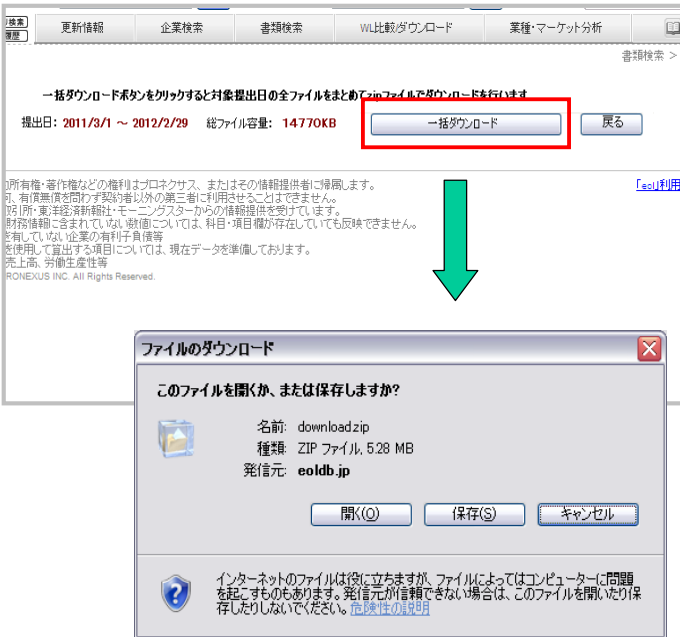 検索
履歴
更新情報
企業検索
書類検索
WL比較/ダウンロード
業種・マーケット分析
書類検索 >
一括ダウンロードボタンをクリックすると対象提出日の全ファイルをまとめてzipファイルでダウンロードを行います
提出日: 2011/3/1 ～ 2012/2/29 総ファイル容量: 14770KB 一括ダウンロード 戻る
所有権・著作権などの権利はプロネクサス、またはその情報提供者に帰属します。 「eol」利用
可、有償無償を問わず契約者以外の第三者に利用させることはできません。
取引所・東洋経済新報社・モーニングスターからの情報提供を受けています。
財務情報に含まれていない数値については、科目・項目欄が存在していても反映できません。
を有していない企業の有利子負債等
を使用して算出する項目については、現在データを準備しております。
売上高、労働生産性等
PRONEXUS INC. All Rights Reserved.
ファイルのダウンロード
このファイルを開くか、または保存しますか?
名前: download.zip
種類: ZIP ファイル, 5.28 MB
発信元: eoldb.jp
開く(O) 保存(S) キャンセル
インターネットのファイルは役に立ちますが、ファイルによってはコンピューターに問題
を起こすものもあります。発信元が信頼できない場合は、このファイルを開いたり保
存したりしないでください。危険性の説明